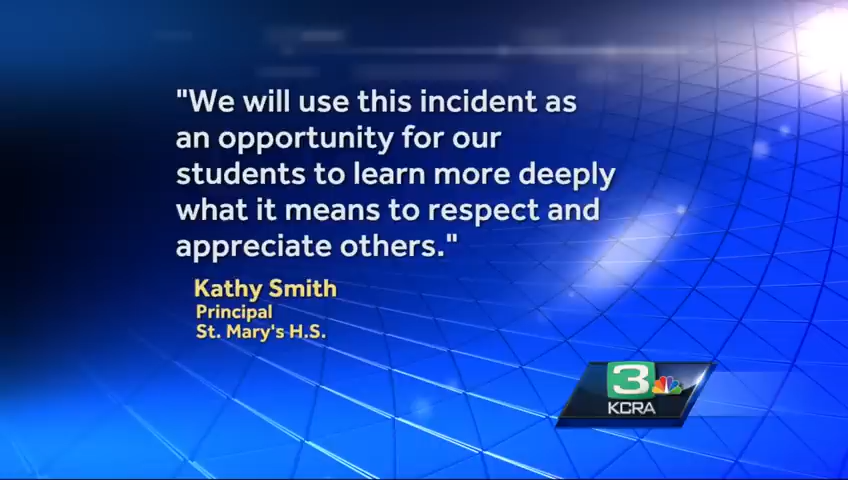 "We will use this incident as
an opportunity for our
students to learn more deeply
what it means to respect and
appreciate others."
Kathy Smith
Principal
St. Mary's H.S.
3
KCRA